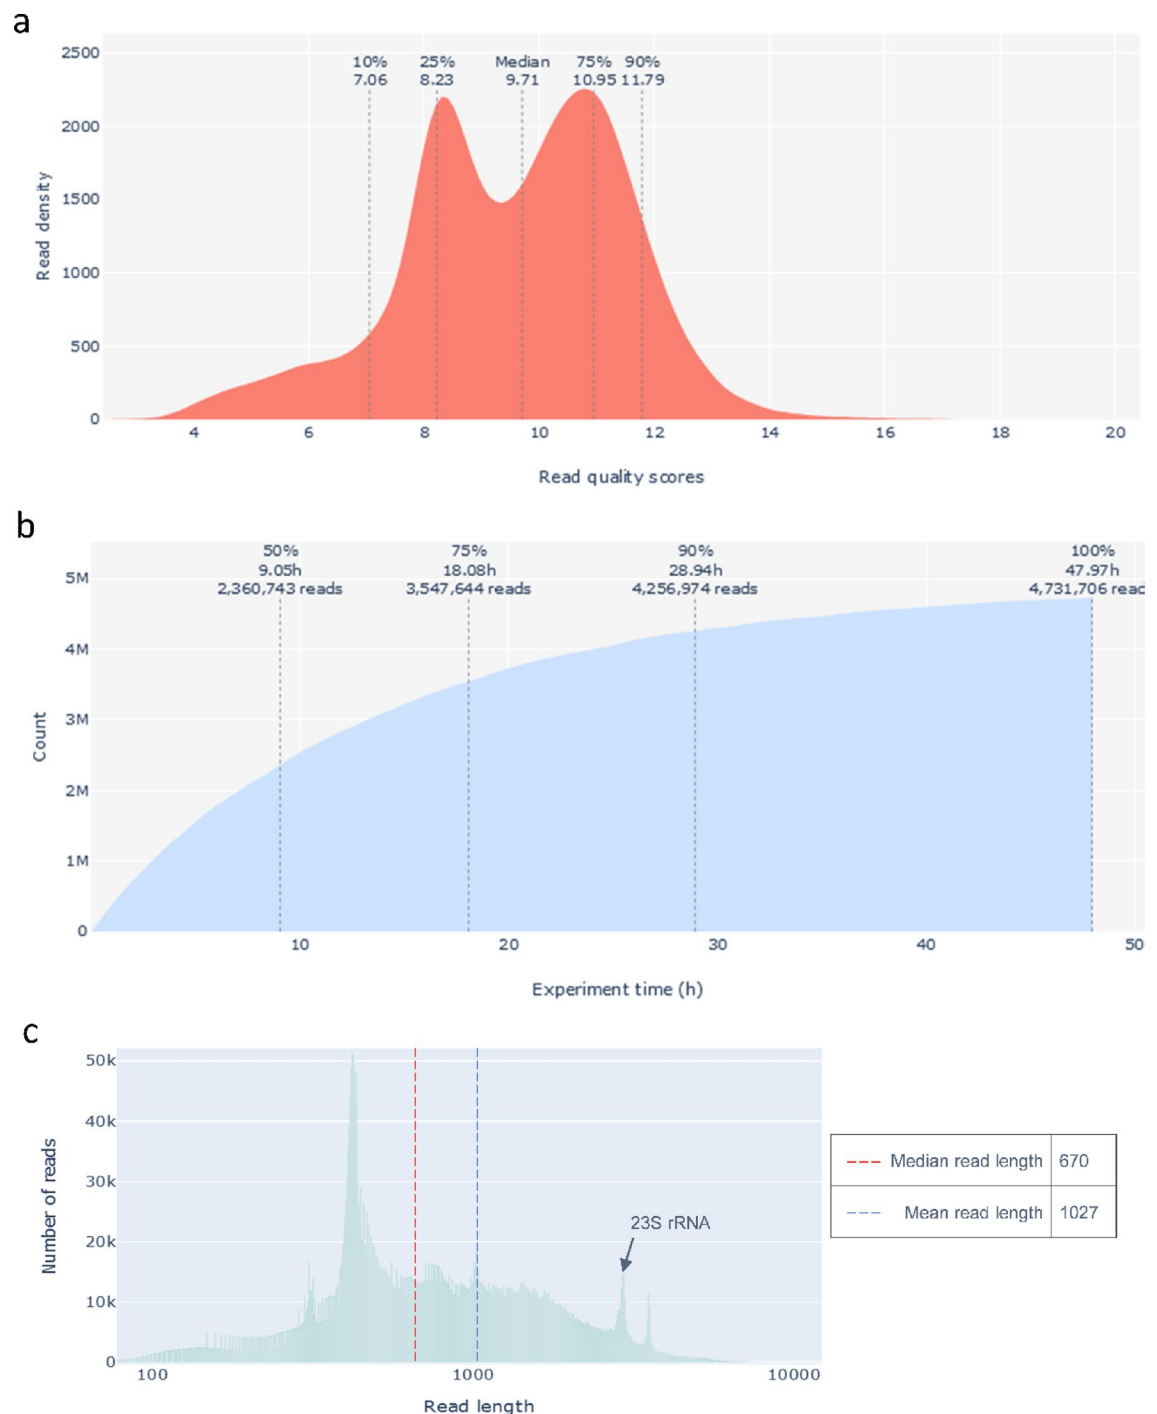 a
2500
2000
1500
1000
500
0
Read density
10%
7.06
25%
8.23
Median
9.71
75%
10.95
90%
11.79
4 6 8 10 12 14 16 18 20
Read quality scores
b
5M
4M
3M
2M
1M
0
Count
50%
9.05h
2,360,743 reads
75%
18.08h
3,547,644 reads
90%
28.94h
4,256,974 reads
100%
47.97h
4,731,706 reac
10 20 30 40 50
Experiment time (h)
c
50k
40k
30k
20k
10k
0
Number of reads
23S rRNA
100 1000 10000
Read length
Median read length 670
Mean read length 1027